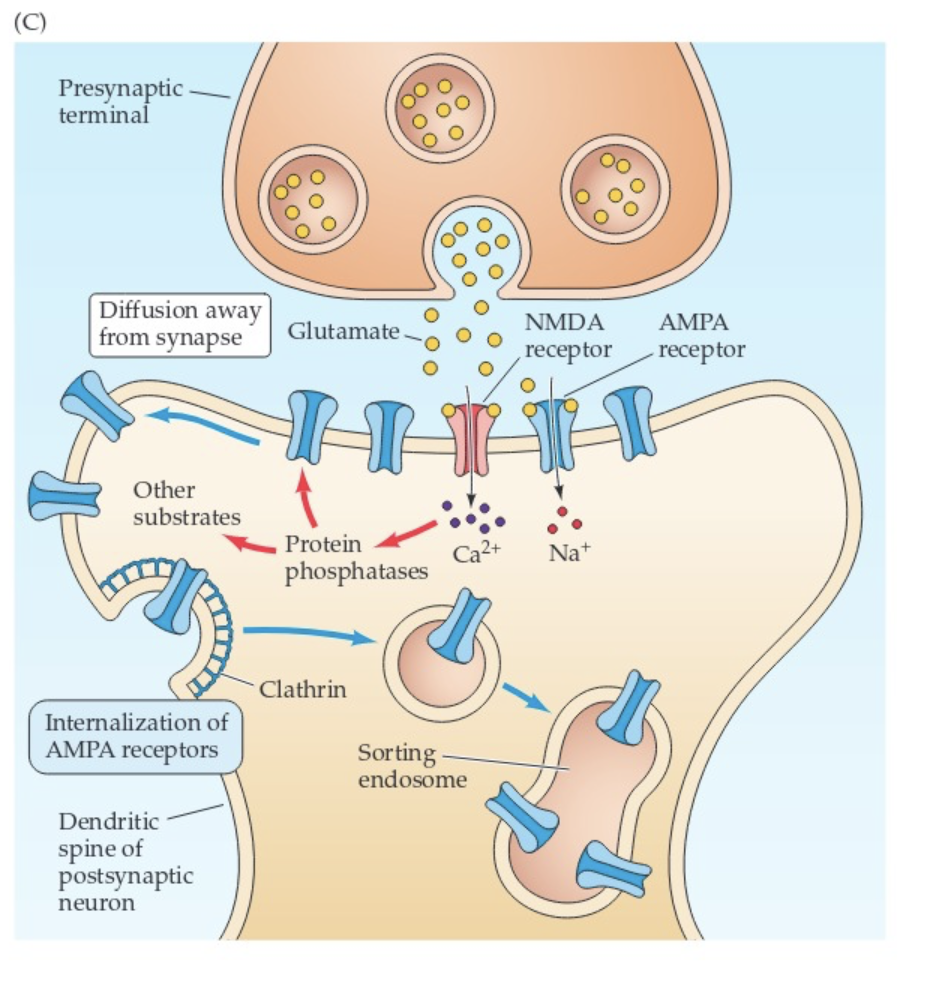 (C)
Presynaptic
terminal
Diffusion away
from synapse
Glutamate
NMDA
receptor
AMPA
receptor
Other
substrates
Protein
phosphatases
Ca²⁺
Na⁺
Clathrin
Internalization of
AMPA receptors
Sorting
endosome
Dendritic
spine of
postsynaptic
neuron